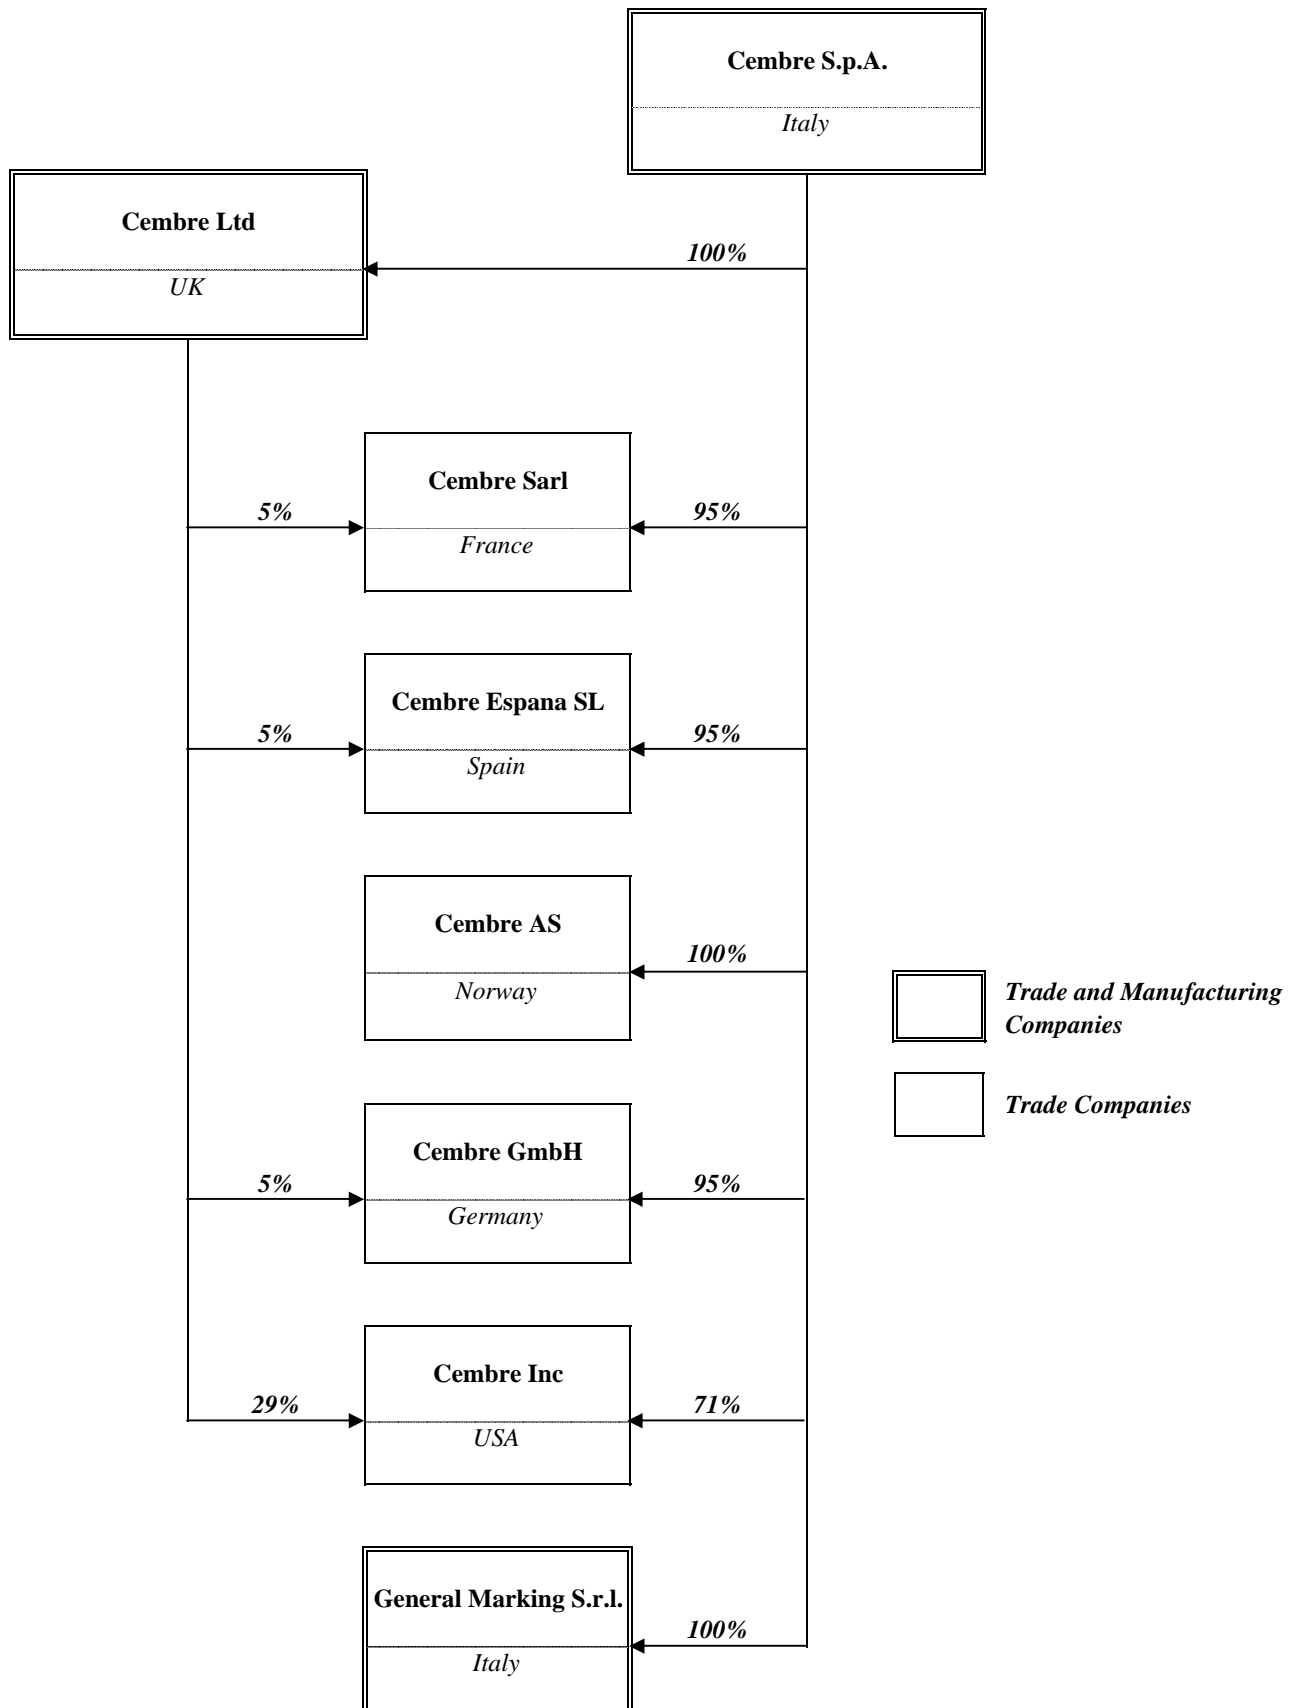 Cembre S.p.A.
Italy
Cembre Ltd
UK
100%
Cembre Sarl
France
5%
95%
Cembre Espana SL
Spain
5%
95%
Cembre AS
Norway
100%
Trade and Manufacturing
Companies
Trade Companies
Cembre GmbH
Germany
5%
95%
Cembre Inc
USA
29%
71%
General Marking S.r.l.
Italy
100%